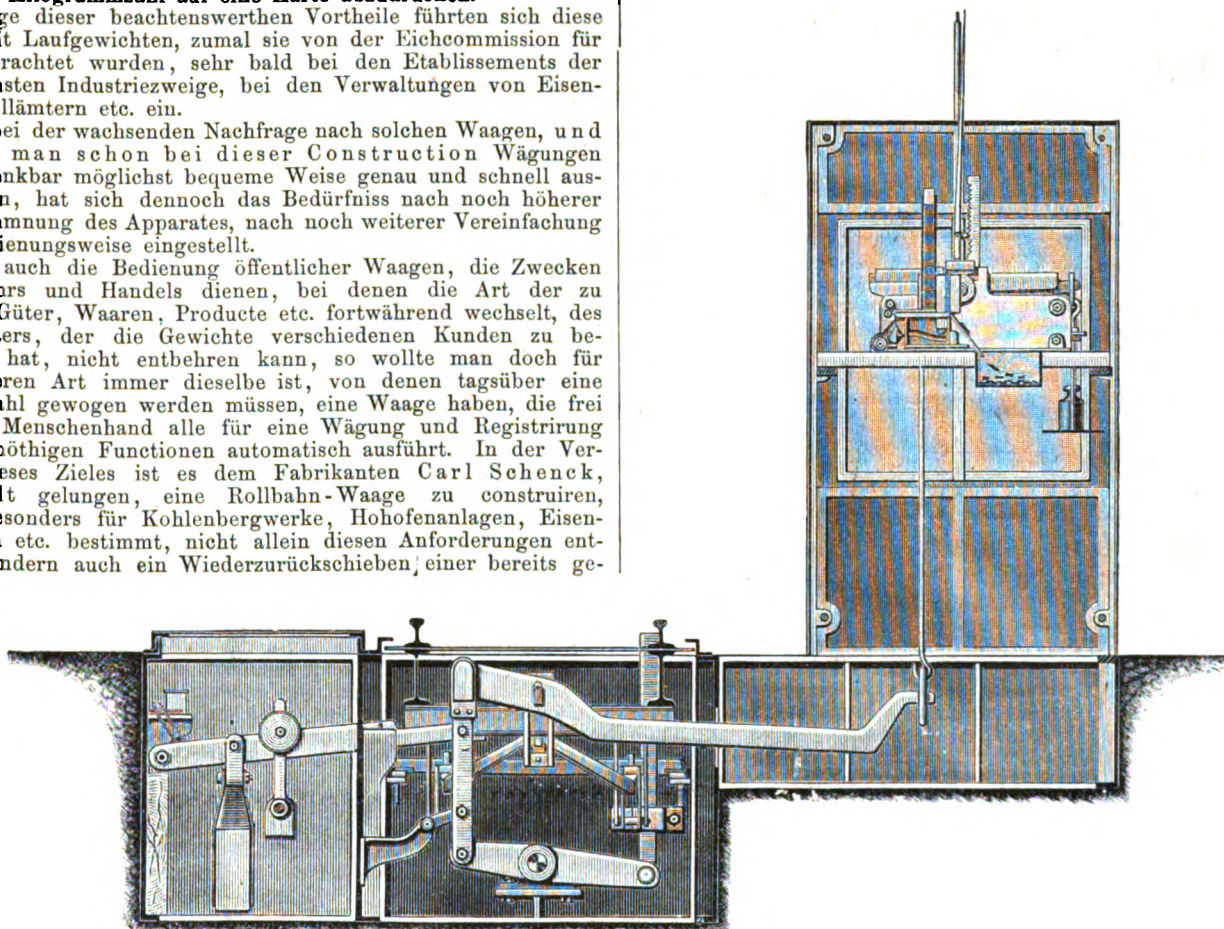 Kilogrammzahl auf eine Karte abzudrucken.
ge dieser beachtenswerthen Vortheile führten sich diese
it Laufgewichten, zumal sie von der Eichcommission für
rachtet wurden, sehr bald bei den Etablissements der
nsten Industriezweige, bei den Verwaltungen von Eisen-
llämtern etc. ein.
ei der wachsenden Nachfrage nach solchen Waagen, und
man schon bei dieser Construction Wägungen
nkbar möglichst bequeme Weise genau und schnell aus-
n, hat sich dennoch das Bedürfniss nach noch höherer
mmnung des Apparates, nach noch weiterer Vereinfachung
ienungsweise eingestellt.
auch die Bedienung öffentlicher Waagen, die Zwecken
rs und Handels dienen, bei denen die Art der zu
Güter, Waaren, Producte etc. fortwährend wechselt, des
ers, der die Gewichte verschiedenen Kunden zu be-
hat, nicht entbehren kann, so wollte man doch für
ren Art immer dieselbe ist, von denen tagsüber eine
hl gewogen werden müssen, eine Waage haben, die frei
Menschenhand alle für eine Wägung und Registrirung
öthigen Functionen automatisch ausführt. In der Ver-
eses Zieles ist es dem Fabrikanten Carl Schenck,
lt gelungen, eine Rollbahn-Waage zu construiren,
sonders für Kohlenbergwerke, Hohofenanlagen, Eisen-
etc. bestimmt, nicht allein diesen Anforderungen ent-
ndern auch ein Wiederzurückschieben einer bereits ge-